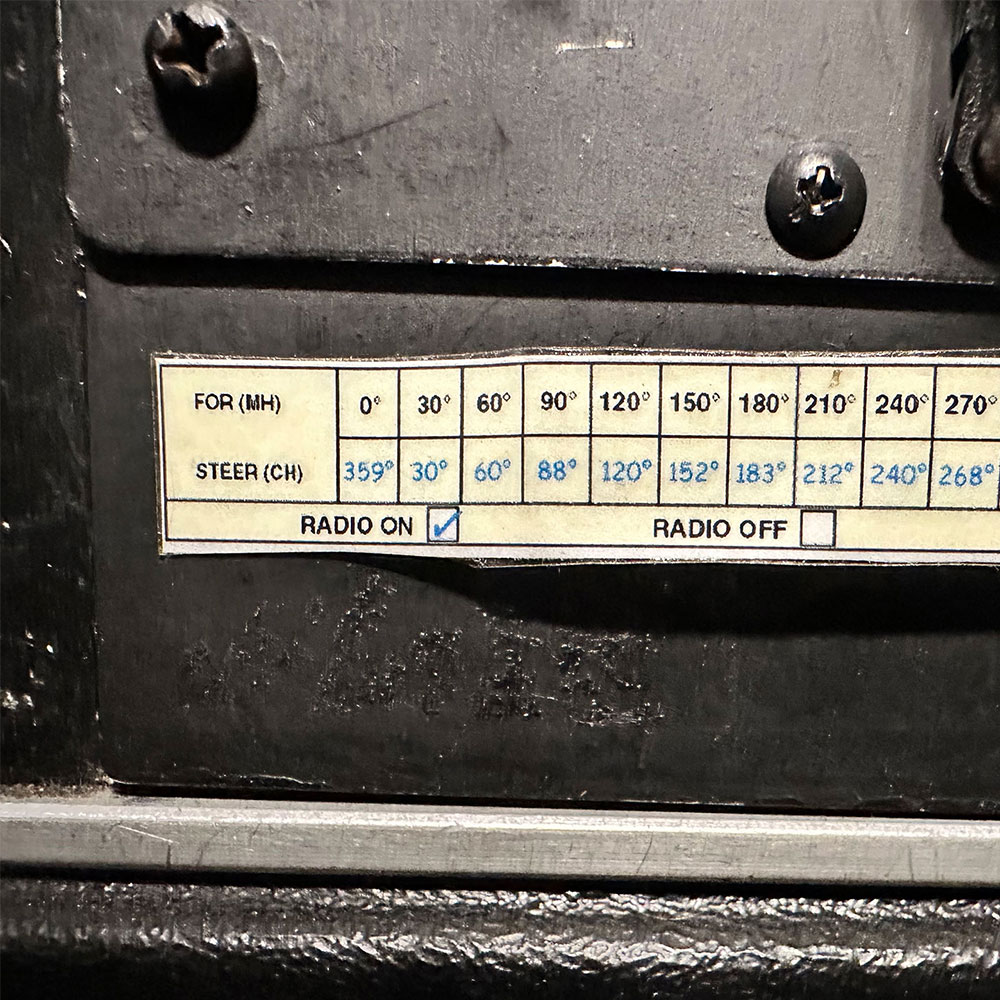 FOR (MH) 0° 30° 60° 90° 120° 150° 180° 210° 240° 270°
STEER (CH) 359° 30° 60° 88° 120° 152° 183° 212° 240° 268°
RADIO ON ✓ RADIO OFF